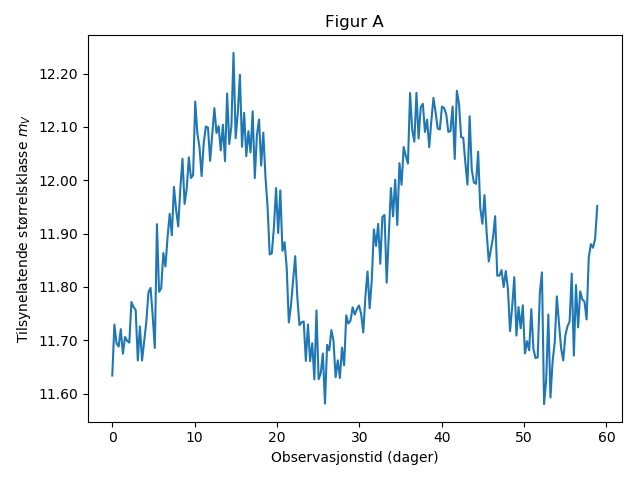 Figur A
Tilsynelatende størrelsklasse $m_V$
12.20
12.10
12.00
11.90
11.80
11.70
11.60
0 10 20 30 40 50 60
Observasjonstid (dager)